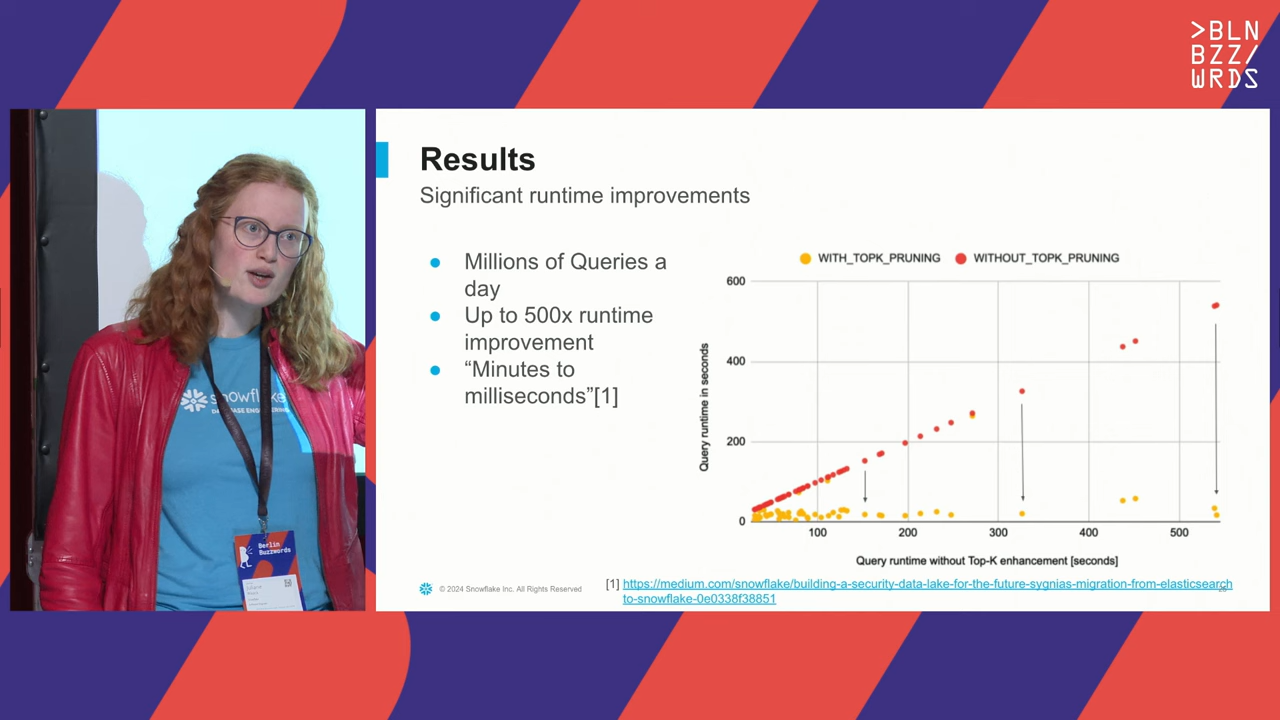 >BLN
BZZ/
WRDS
Results
Significant runtime improvements
Millions of Queries a
day
Up to 500x runtime
improvement
“Minutes to
milliseconds”[1]
WITH_TOPK_PRUNING
WITHOUT_TOPK_PRUNING
Query runtime in seconds
600
400
200
0
100
200
300
400
500
Query runtime without Top-K enhancement [seconds]
[1] https://medium.com/snowflake/building-a-security-data-lake-for-the-future-sygnias-migration-from-elasticsearch
to-snowflake-0e0338f38851
© 2024 Snowflake Inc. All Rights Reserved
snowflake
DATABASE ENGINEERING
Berlin
Buzzwords